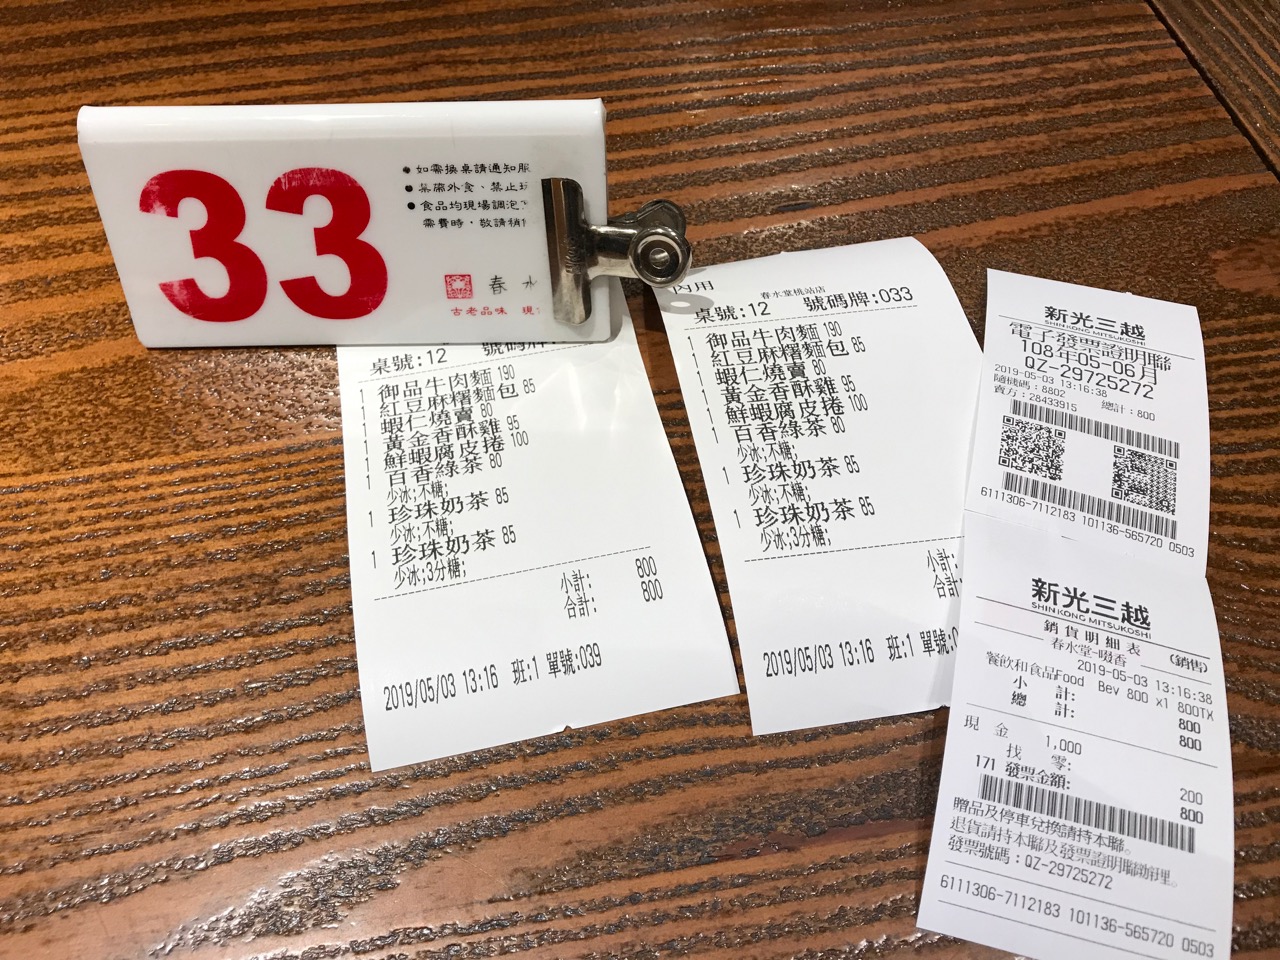 33
如需換桌請通知服
禁帶外食、禁止玩
食品均現場調泡
需費時，敬請稍
春水
古老品味 現
桌號:12 號碼牌:
1 御品牛肉麵 190
1 紅豆麻糬麵包 85
1 蝦仁燒賣 80
1 黃金香酥雞 95
1 鮮蝦腐皮捲 100
1 百香綠茶 80
少冰;不糖;
1 珍珠奶茶 85
少冰;不糖;
1 珍珠奶茶 85
少冰;3分糖;
小計: 800
合計: 800
2019/05/03 13:16 班:1 單號:039
內用
春水堂桃站店
桌號:12 號碼牌:033
1 御品牛肉麵 190
1 紅豆麻糬麵包 85
1 蝦仁燒賣 80
1 黃金香酥雞 95
1 鮮蝦腐皮捲 100
1 百香綠茶 80
少冰;不糖;
1 珍珠奶茶 85
少冰;不糖;
1 珍珠奶茶 85
少冰;3分糖;
小計:
合計:
2019/05/03 13:16 班:1 單號:0
新光三越
SHIN KONG MITSUKOSHI
電子發票證明聯
108年05-06月
QZ-29725272
2019-05-03 13:16:38
隨機碼:8802 總計:800
賣方:28433915
6111306-7112183 101136-565720 0503
新光三越
SHIN KONG MITSUKOSHI
銷貨明細表 (銷售)
春水堂-啜香
2019-05-03 13:16:38
餐飲和食品Food Bev 800 x1 800TX
小 計: 800
總 計: 800
現 金 1,000
找 零: 200
171 發票金額: 800
贈品及停車兌換請持本聯。
退貨請持本聯及發票證明聯辦理。
發票號碼:QZ-29725272
6111306-7112183 101136-565720 0503